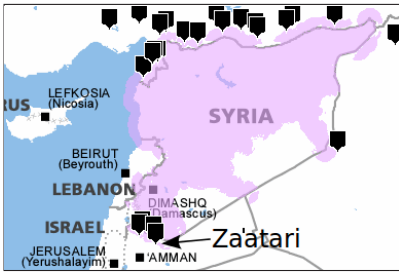 LEFKOSIA
(Nicosia)
RUS
SYRIA
BEIRUT
(Beyrouth)
LEBANON
DIMASHQ
(Damascus)
ISRAEL
Za'atari
JERUSALEM
(Yerushalayim)
'AMMAN